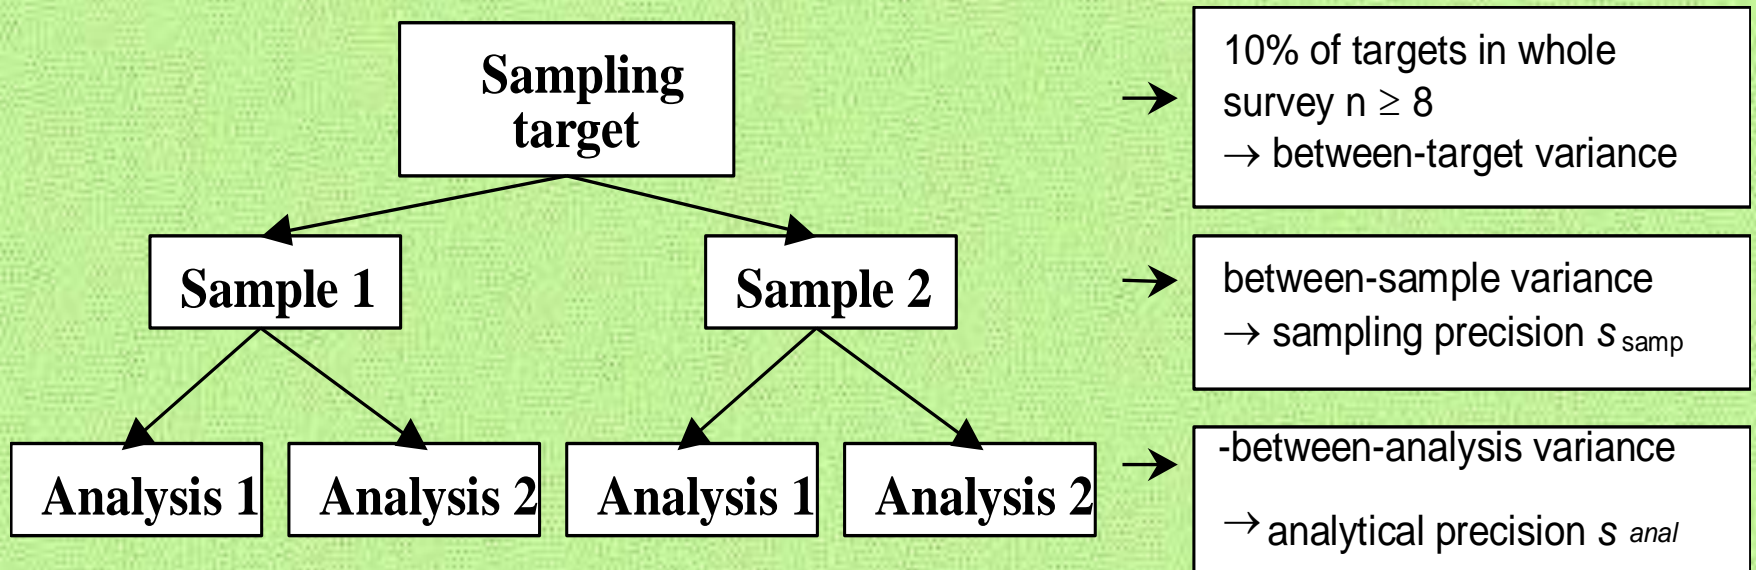 Sampling
target
10% of targets in whole
survey n ≥ 8
→ between-target variance
Sample 1
Sample 2
between-sample variance
→ sampling precision s samp
Analysis 1
Analysis 2
Analysis 1
Analysis 2
-between-analysis variance
→ analytical precision s anal